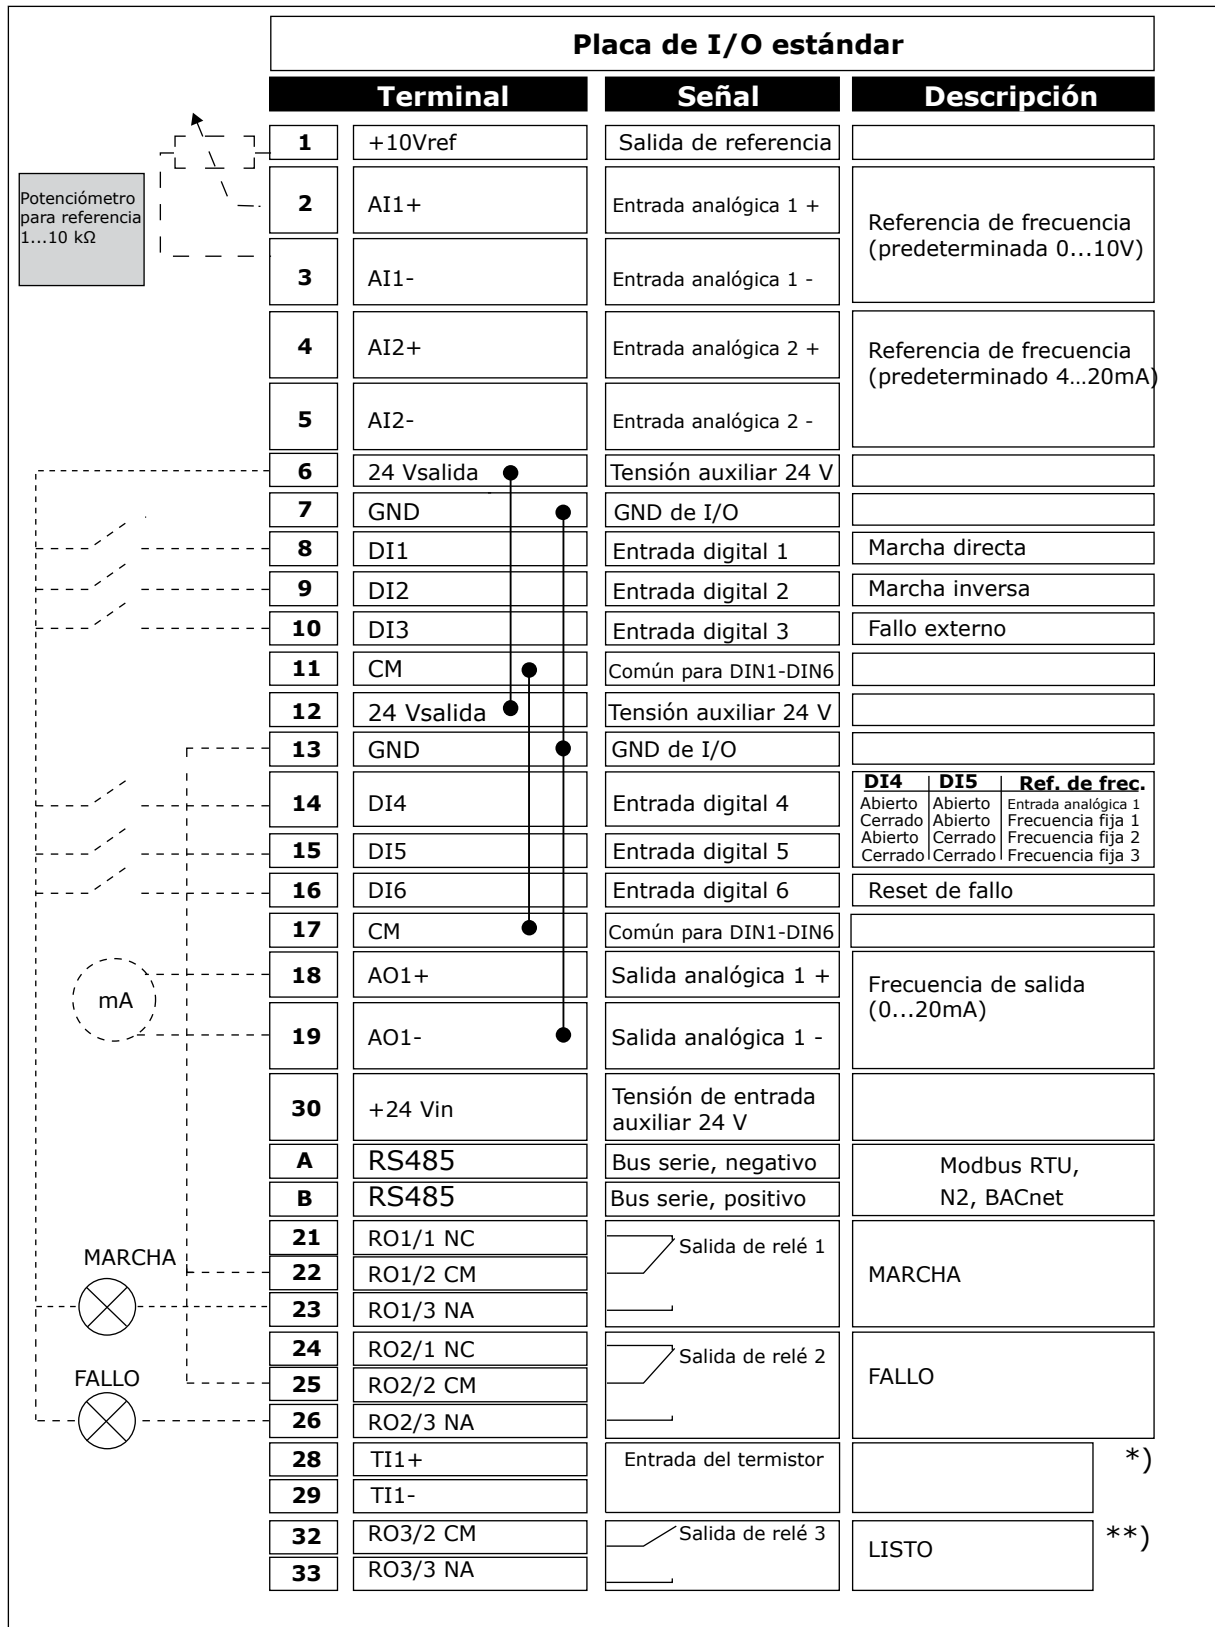 Placa de I/O estándar
Terminal Señal Descripción
1 +10Vref Salida de referencia
Potenciómetro
para referencia
1...10 kΩ
2 AI1+ Entrada analógica 1 +
Referencia de frecuencia
(predeterminada 0...10V)
3 AI1- Entrada analógica 1 -
4 AI2+ Entrada analógica 2 +
Referencia de frecuencia
(predeterminado 4...20mA)
5 AI2- Entrada analógica 2 -
6 24 Vsalida Tensión auxiliar 24 V
7 GND GND de I/O
8 DI1 Entrada digital 1 Marcha directa
9 DI2 Entrada digital 2 Marcha inversa
10 DI3 Entrada digital 3 Fallo externo
11 CM Común para DIN1-DIN6
12 24 Vsalida Tensión auxiliar 24 V
13 GND GND de I/O
14 DI4 Entrada digital 4
DI4 DI5 Ref. de frec.
Abierto Abierto Entrada analógica 1
Cerrado Abierto Frecuencia fija 1
Abierto Cerrado Frecuencia fija 2
Cerrado Cerrado Frecuencia fija 3
15 DI5 Entrada digital 5
16 DI6 Entrada digital 6 Reset de fallo
17 CM Común para DIN1-DIN6
18 AO1+ Salida analógica 1 +
Frecuencia de salida
(0...20mA)
mA
19 AO1- Salida analógica 1 -
30 +24 Vin
Tensión de entrada
auxiliar 24 V
A RS485 Bus serie, negativo
Modbus RTU,
N2, BACnet
B RS485 Bus serie, positivo
21 RO1/1 NC Salida de relé 1
MARCHA
22 RO1/2 CM MARCHA
23 RO1/3 NA
24 RO2/1 NC Salida de relé 2
FALLO
25 RO2/2 CM FALLO
26 RO2/3 NA
28 TI1+ Entrada del termistor *)
29 TI1-
32 RO3/2 CM Salida de relé 3 LISTO **)
33 RO3/3 NA